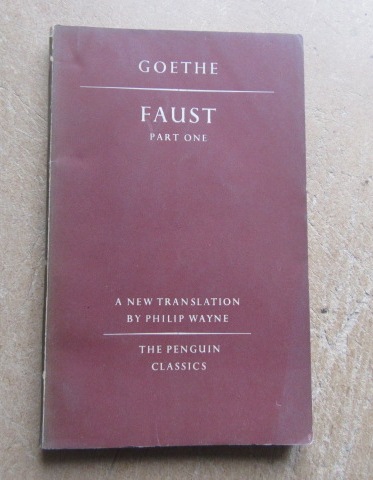 GOETHE
FAUST
PART ONE
A NEW TRANSLATION
BY PHILIP WAYNE
THE PENGUIN
CLASSICS